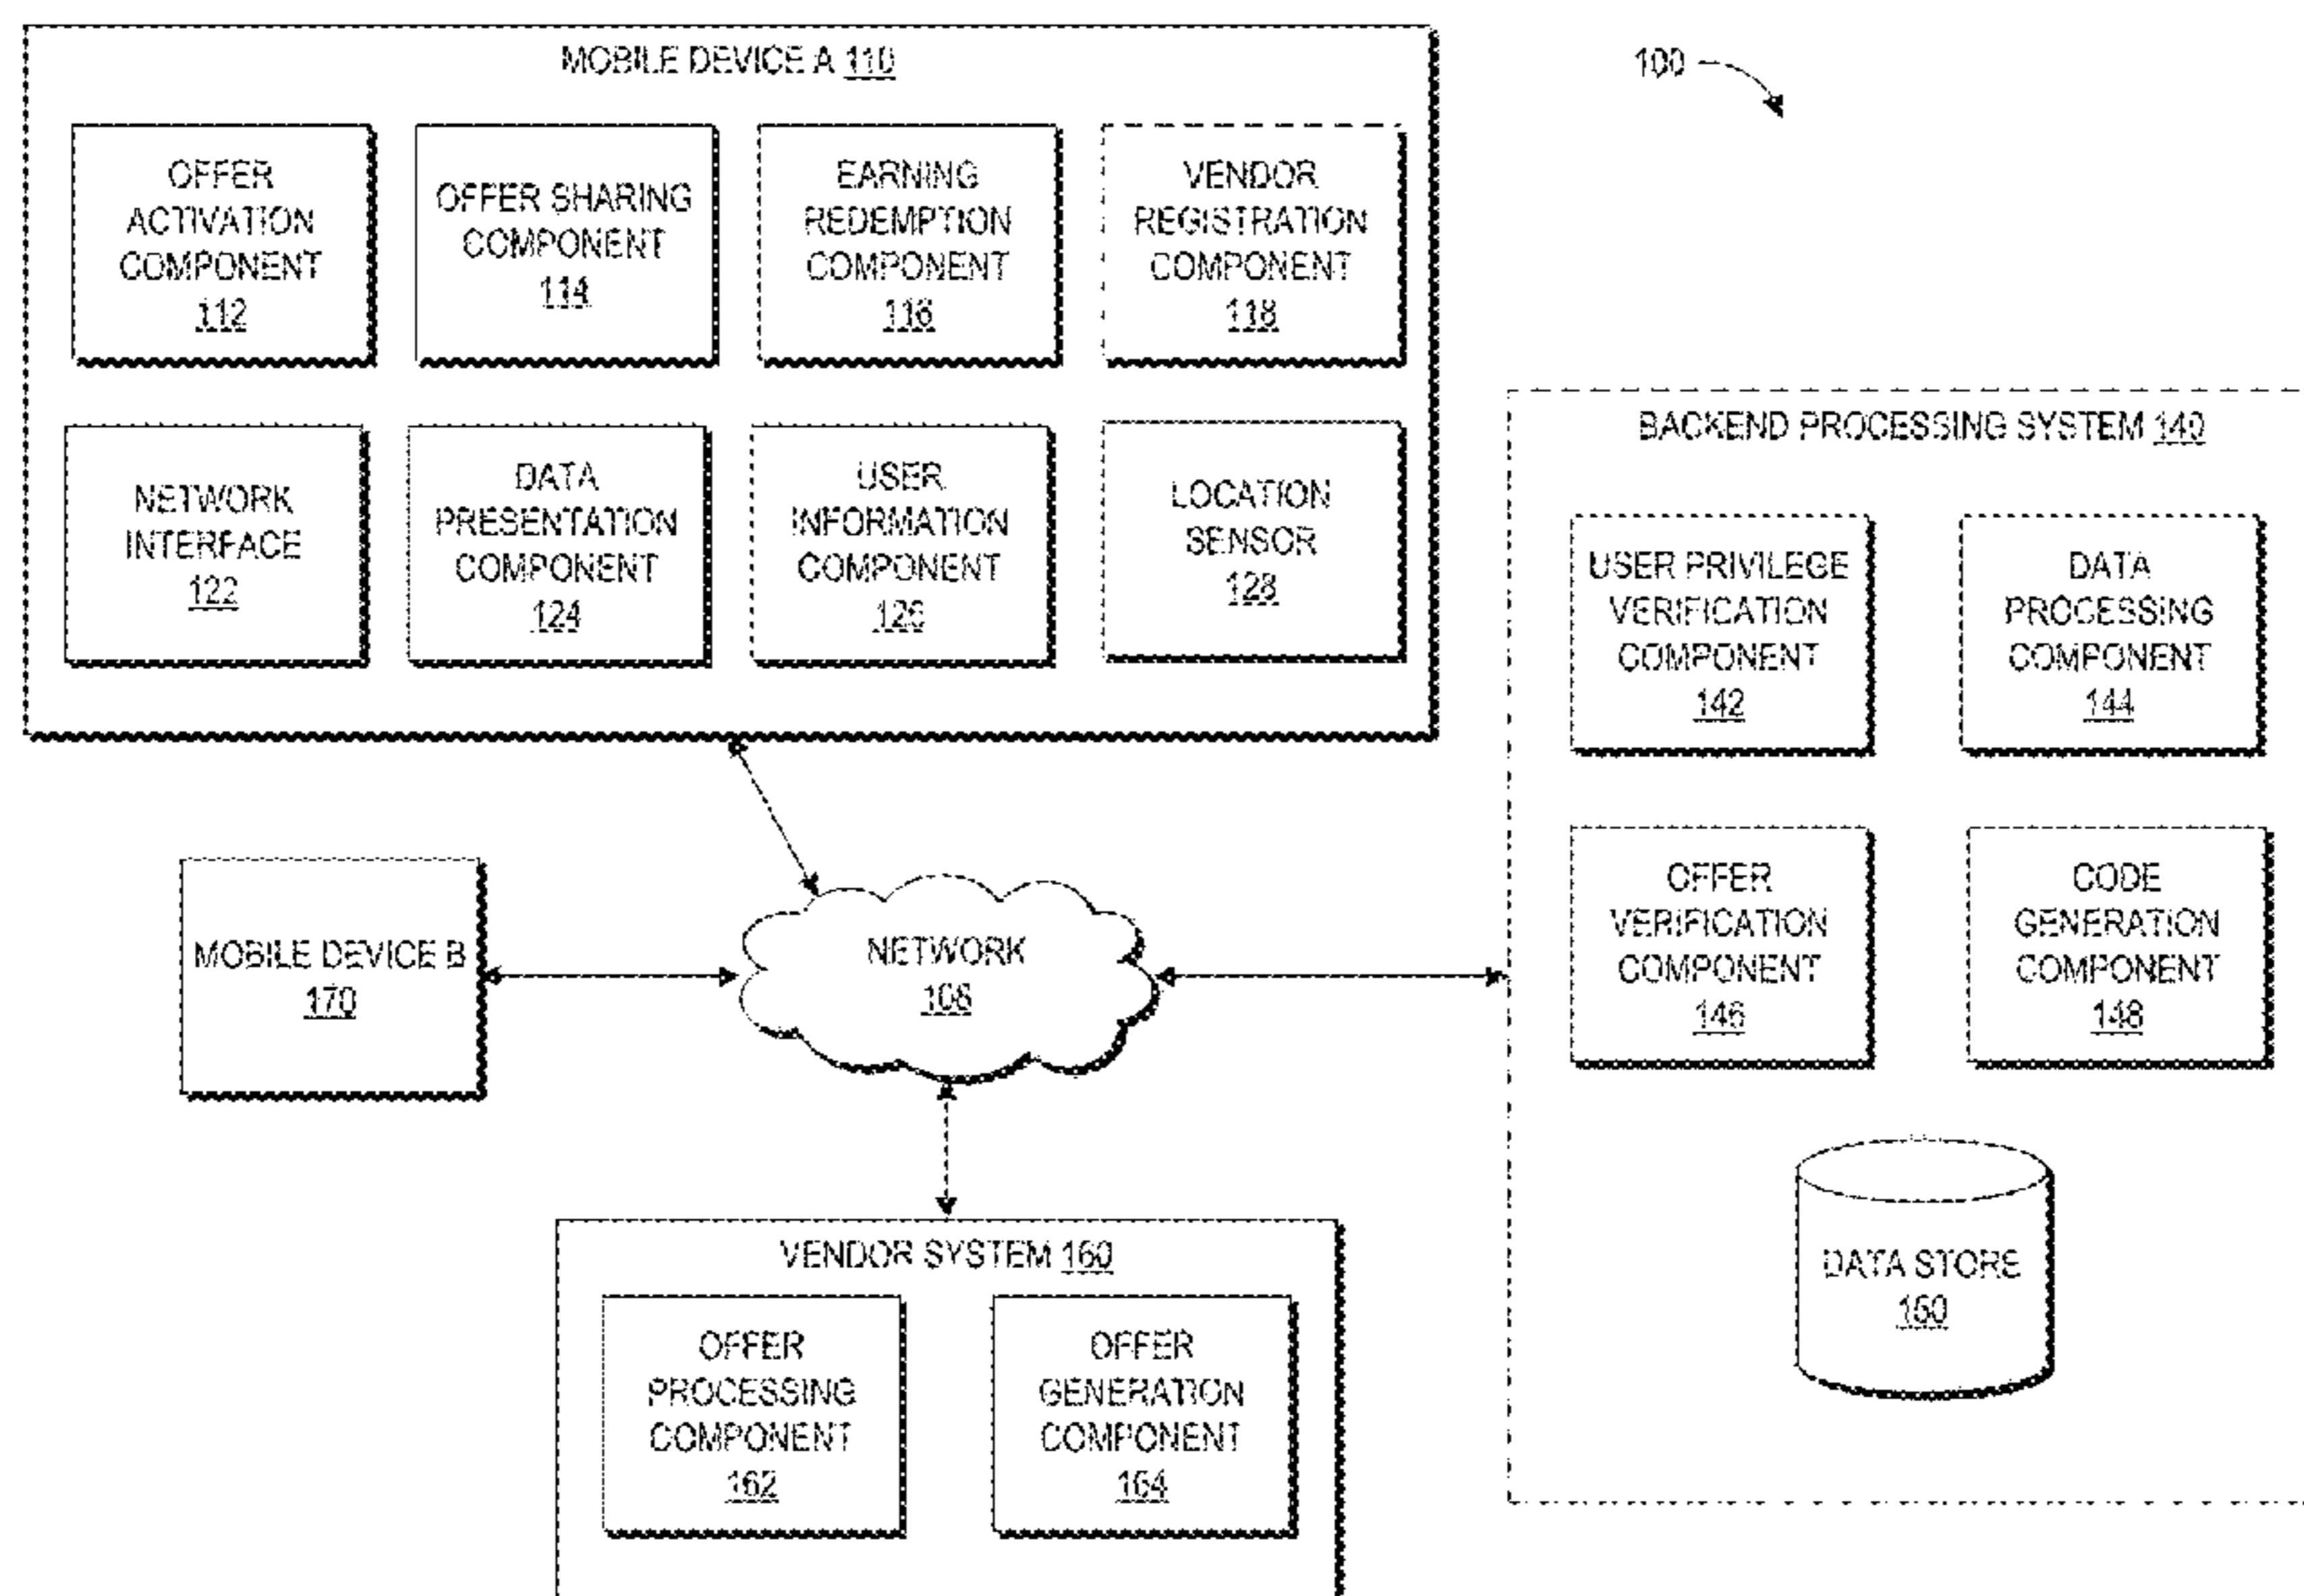 MOBILE DEVICE A 110
100
OFFER
ACTIVATION
COMPONENT
112
OFFER SHARING
COMPONENT
114
EARNING
REDEMPTION
COMPONENT
116
VENDOR
REGISTRATION
COMPONENT
118
NETWORK
INTERFACE
122
DATA
PRESENTATION
COMPONENT
124
USER
INFORMATION
COMPONENT
126
LOCATION
SENSOR
128
BACKEND PROCESSING SYSTEM 140
USER PRIVILEGE
VERIFICATION
COMPONENT
142
DATA
PROCESSING
COMPONENT
144
OFFER
VERIFICATION
COMPONENT
146
CODE
GENERATION
COMPONENT
148
DATA STORE
150
MOBILE DEVICE B
170
NETWORK
VENDOR SYSTEM 160
OFFER
PROCESSING
COMPONENT
162
OFFER
GENERATION
COMPONENT
164